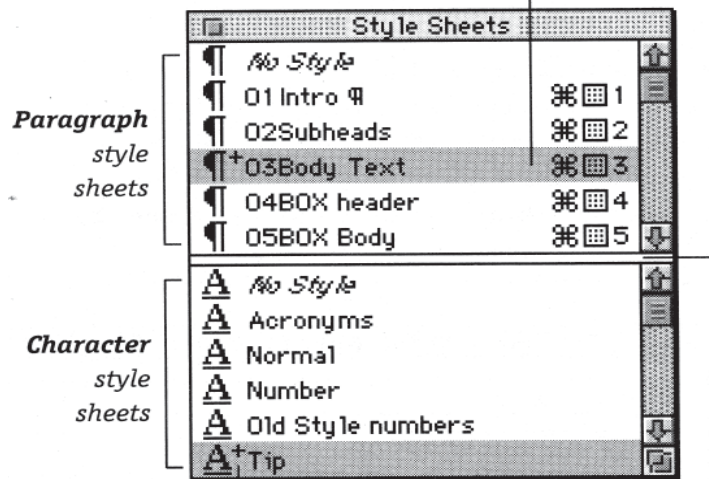 Style Sheets
Paragraph
style
sheets
¶ No Style
¶ 01 Intro ¶ ⌘ 1
¶ 02Subheads ⌘ 2
¶+03Body Text ⌘ 3
¶ 04BOX header ⌘ 4
¶ 05BOX Body ⌘ 5
Character
style
sheets
A No Style
A Acronyms
A Normal
A Number
A Old Style numbers
A+Tip